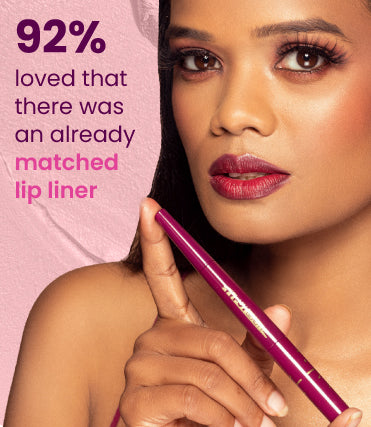 92%
loved that
there was
an already
matched
lip liner